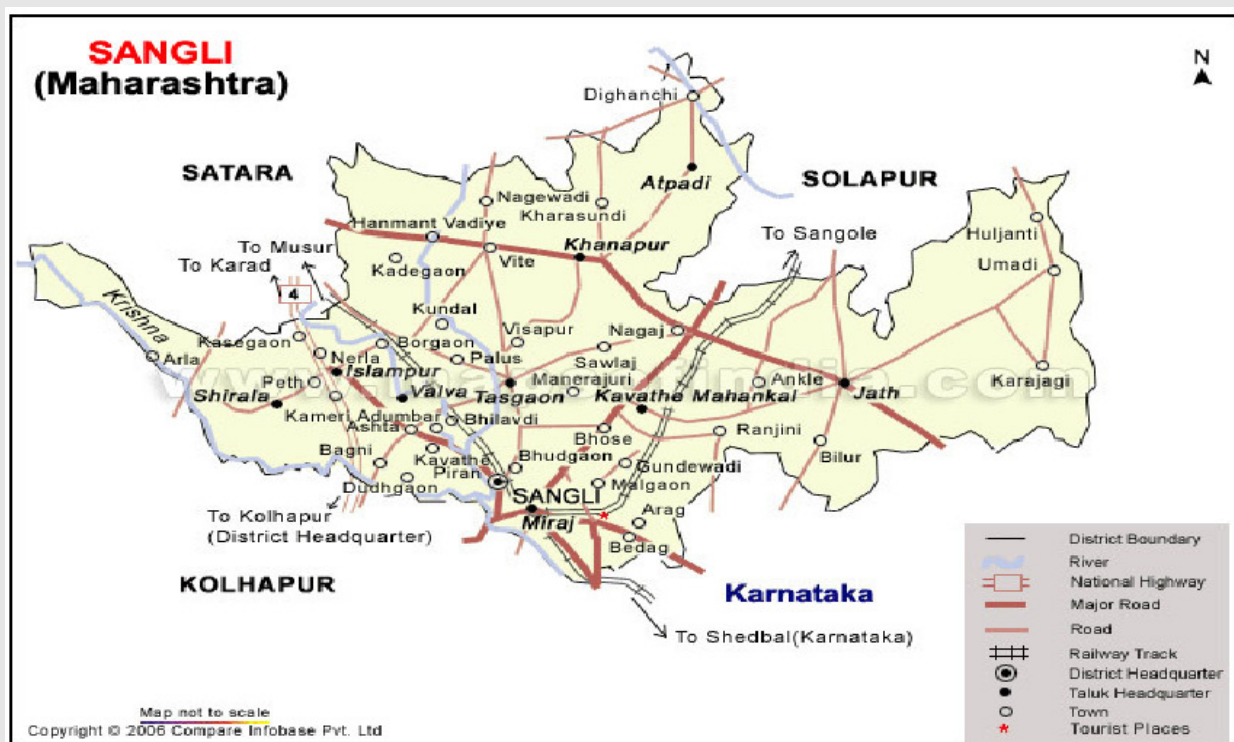 SANGLI
(Maharashtra)
N
Dighanchi
SATARA
Atpadi
SOLAPUR
Nagewadi
Kharasundi
Hanmant Vadiye
Huljanti
To Musur
To Sangole
To Karad
Khanapur
Vite
Umadi
Kadegaon
Krishna
4
Kundal
Nagaj
Kasegaon
Borgaon
Visapur
Arla
Nerla
Palus
Sawlaj
Islampur
Manerajuri
Ankle
Karajagi
www.mapsofindia.com
Peth
Shirala
Valva
Tasgaon
Kavathe Mahankal
Jath
Kameri
Adumbar
Bhilavdi
Ashta
Bhose
Ranjini
Bagni
Kavathe
Piran
Bhudgaon
Gundewadi
Bilur
Dudhgaon
Malgaon
SANGLI
To Kolhapur
(District Headquarter)
Miraj
Arag
Bedag
KOLHAPUR
Karnataka
To Shedbal(Karnataka)
District Boundary
River
National Highway
Major Road
Road
Railway Track
District Headquarter
Taluk Headquarter
Town
Tourist Places
Map not to scale
Copyright © 2006 Compare Infobase Pvt. Ltd